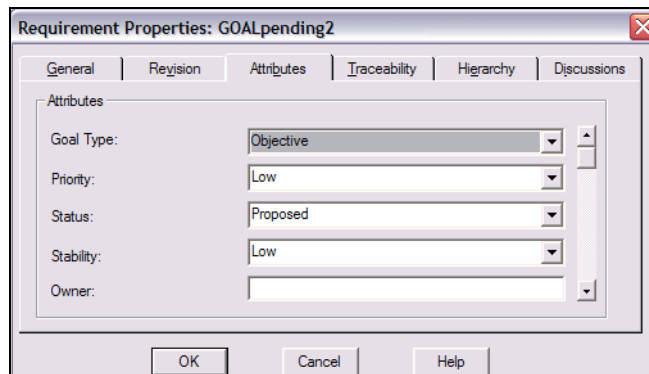 Requirement Properties: GOALpending2
General Revision Attributes Traceability Hierarchy Discussions
Attributes
Goal Type: Objective
Priority: Low
Status: Proposed
Stability: Low
Owner:
OK Cancel Help